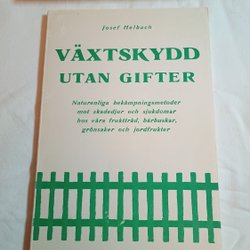 Josef Helbach
VÄXTSKYDD
UTAN GIFTER
Naturenliga bekämpningsmetoder
mot skadedjur och sjukdomar
hos våra fruktträd, bärbuskar,
grönsaker och jordfrukter